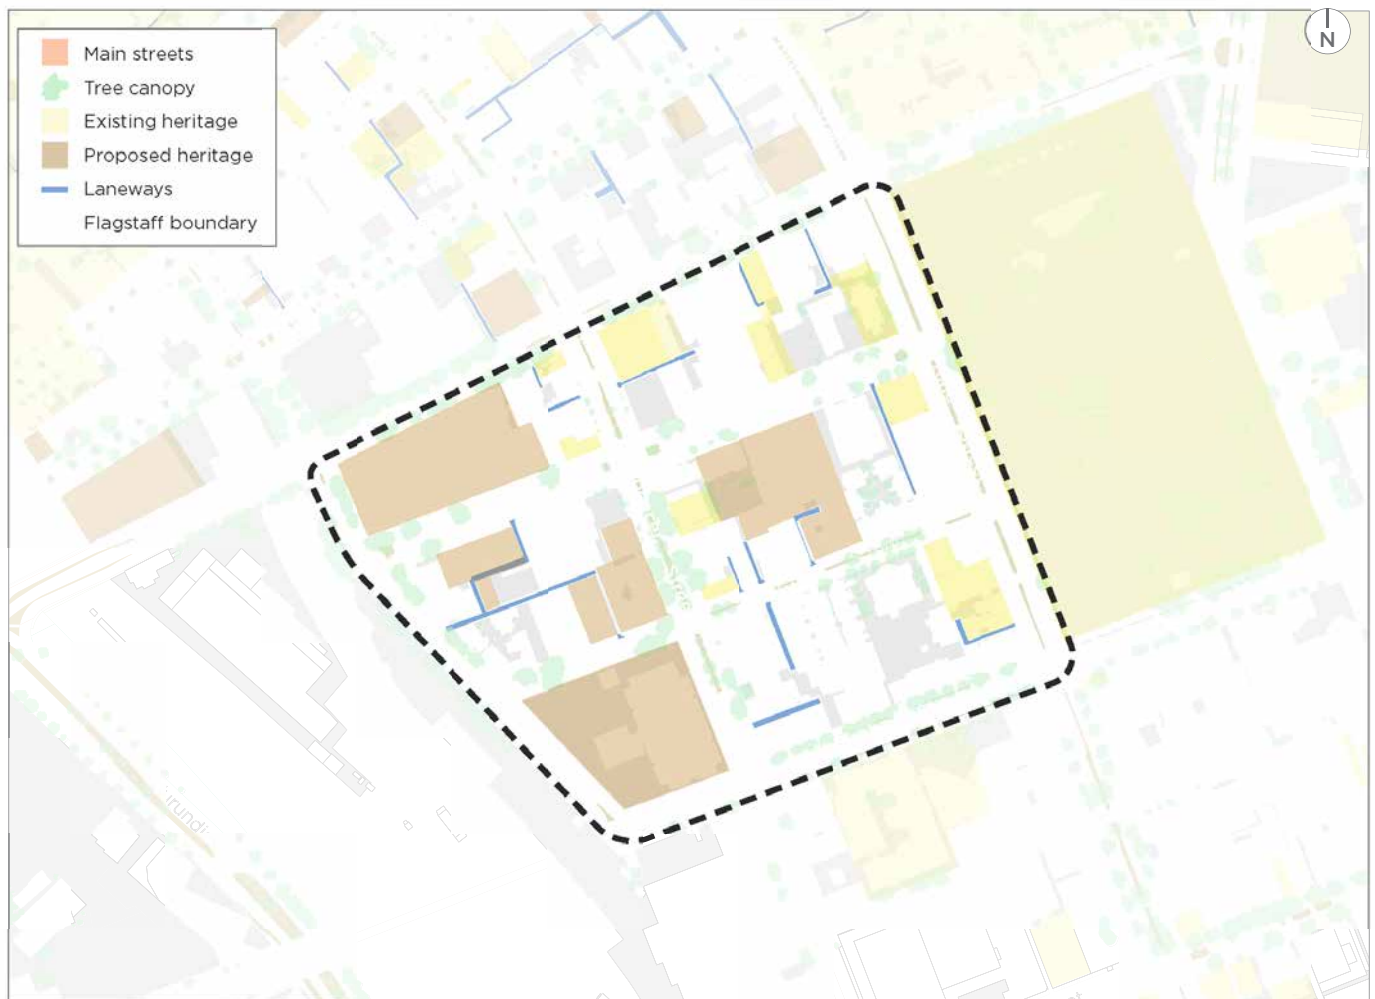 Main streets
Tree canopy
Existing heritage
Proposed heritage
Laneways
Flagstaff boundary
N